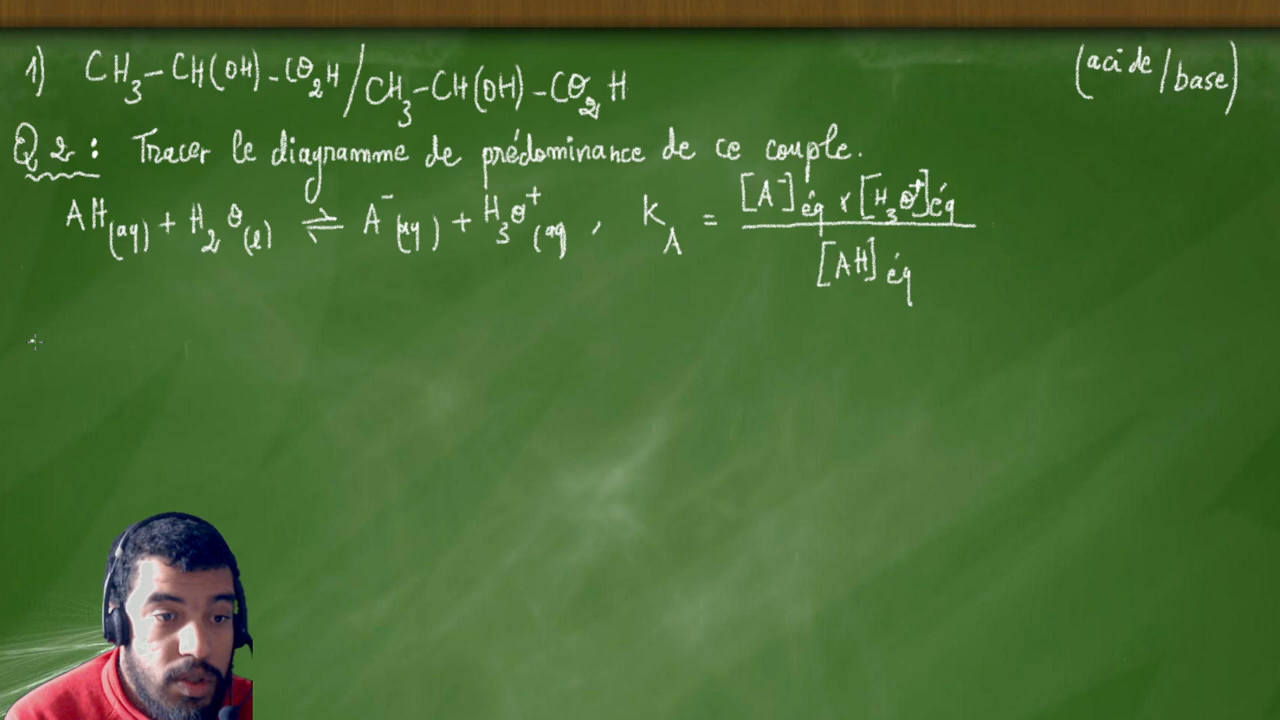 1) CH₃-CH(OH)-CO₂H/CH₃-CH(OH)-CO₂H (acide/base)
Q2: Tracer le diagramme de prédominance de ce couple.
AH(aq) + H₂O(l) ⇌ A⁻(aq) + H₃O⁺(aq , K_A = [A⁻]éq × [H₃O⁺]éq / [AH]éq